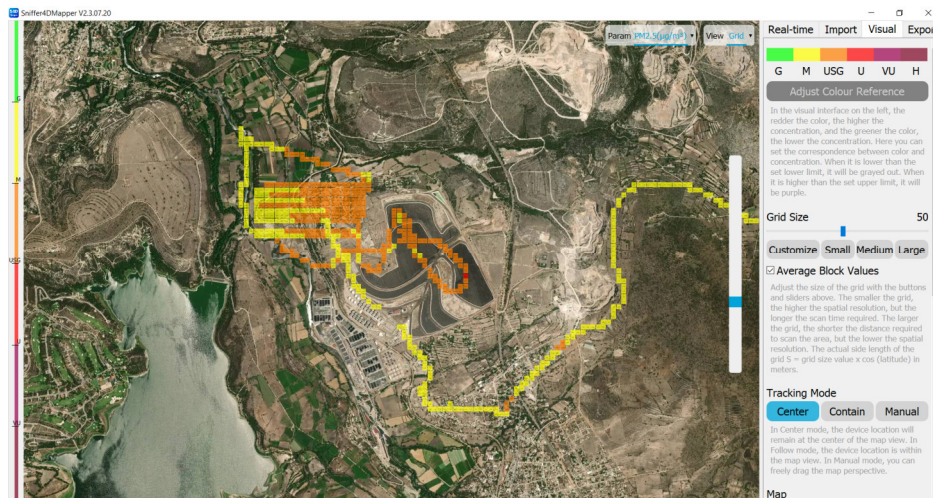 Sniffer4DMapper V2.3.07.20
Param PM2.5(μg/m³)
View Grid
Real-time Import Visual Expor
G M USG U VU H
Adjust Colour Reference
In the visual interface on the left, the
redder the color, the higher the
concentration, and the greener the color,
the lower the concentration. Here you can
set the correspondence between color and
concentration. When it is lower than the
set lower limit, it will be grayed out. When
it is higher than the set upper limit, it will
be purple.
Grid Size 50
Customize Small Medium Large
Average Block Values
Adjust the size of the grid with the buttons
and sliders above. The smaller the grid,
the higher the spatial resolution, but the
longer the scan time required. The larger
the grid, the shorter the distance required
to scan the area, but the lower the spatial
resolution. The actual side length of the
grid S = grid size value x cos (latitude) in
meters.
Tracking Mode
Center Contain Manual
In Center mode, the device location will
remain at the center of the map view. In
Follow mode, the device location is within
the map view. In Manual mode, you can
freely drag the map perspective.
Map
G
M
USG
U
VU